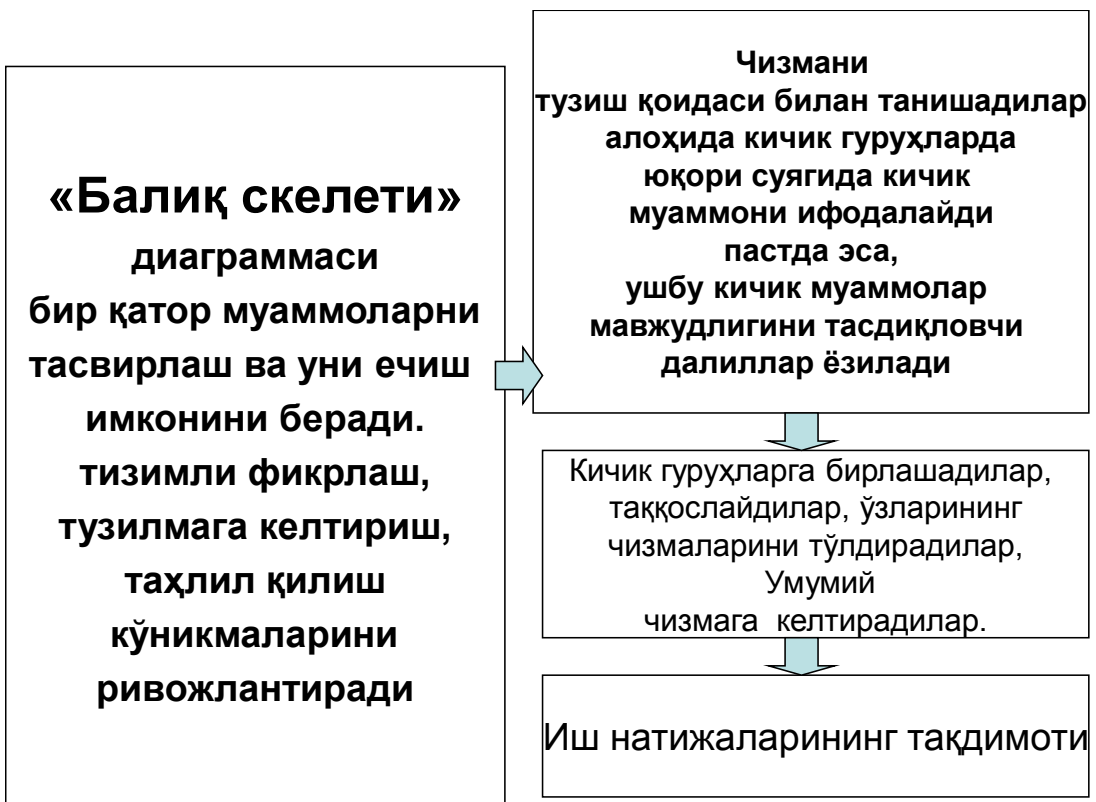 «Балиқ скелети»
диаграммаси
бир қатор муаммоларни
тасвирлаш ва уни ечиш
имконини беради.
тизимли фикрлаш,
тузилмага келтириш,
таҳлил қилиш
кўникмаларини
ривожлантиради
Чизмани
тузиш қоидаси билан танишадилар
алоҳида кичик гуруҳларда
юқори суягида кичик
муаммони ифодалайди
пастда эса,
ушбу кичик муаммолар
мавжудлигини тасдиқловчи
далиллар ёзилади
Кичик гуруҳларга бирлашадилар,
таққослайдилар, ўзларининг
чизмаларини тўлдирадилар,
Умумий
чизмага келтирадилар.
Иш натижаларининг тақдимоти